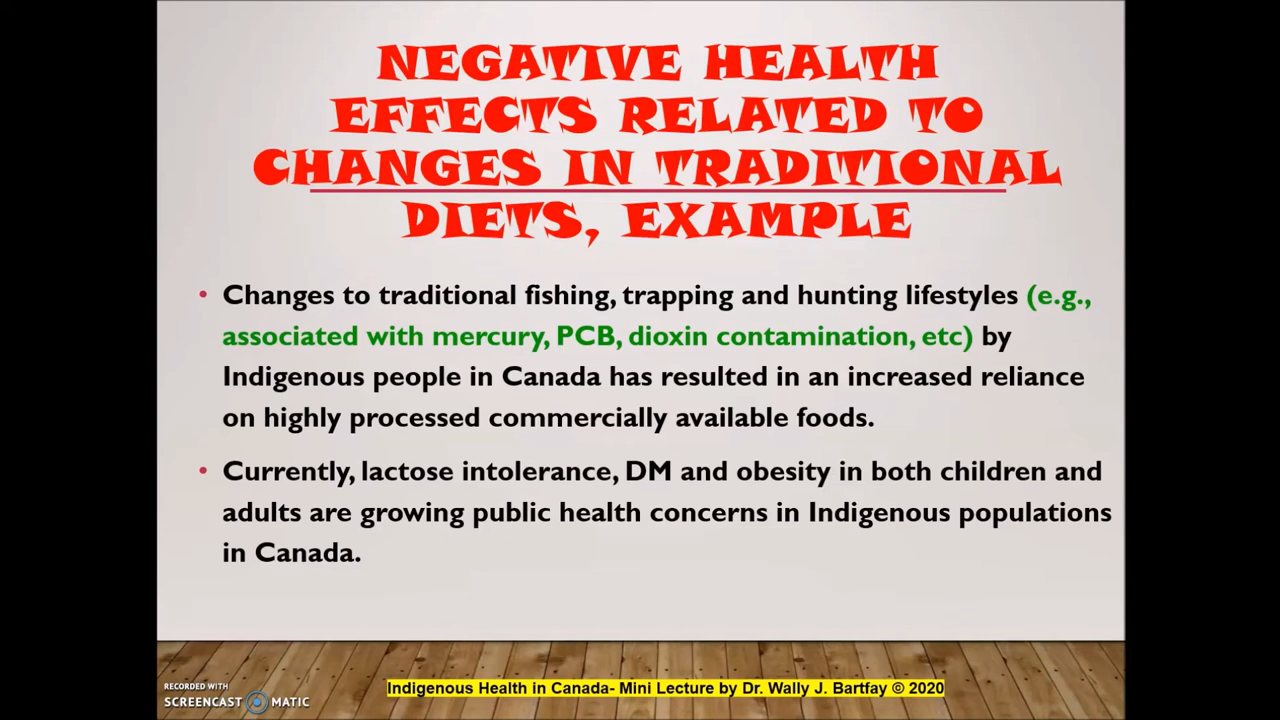 NEGATIVE HEALTH
EFFECTS RELATED TO
CHANGES IN TRADITIONAL
DIETS, EXAMPLE
• Changes to traditional fishing, trapping and hunting lifestyles (e.g.,
associated with mercury, PCB, dioxin contamination, etc) by
Indigenous people in Canada has resulted in an increased reliance
on highly processed commercially available foods.
• Currently, lactose intolerance, DM and obesity in both children and
adults are growing public health concerns in Indigenous populations
in Canada.
RECORDED WITH
SCREENCAST MATIC
Indigenous Health in Canada- Mini Lecture by Dr. Wally J. Bartfay © 2020